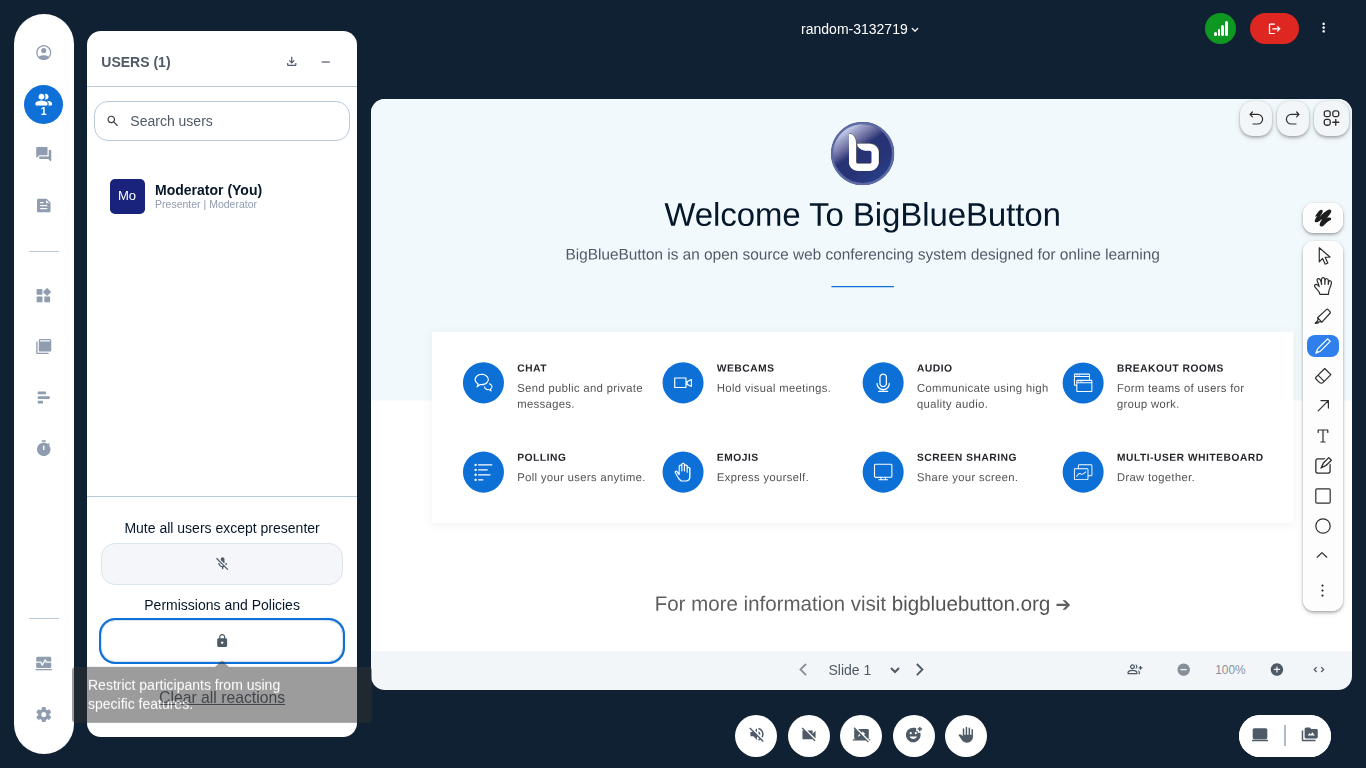 random-3132719
1
USERS (1)
Search users
Mo
Moderator (You)
Presenter | Moderator
Mute all users except presenter
Permissions and Policies
Clear all reactions
Restrict participants from using
specific features.
Welcome To BigBlueButton
BigBlueButton is an open source web conferencing system designed for online learning
CHAT
Send public and private
messages.
WEBCAMS
Hold visual meetings.
AUDIO
Communicate using high
quality audio.
BREAKOUT ROOMS
Form teams of users for
group work.
POLLING
Poll your users anytime.
EMOJIS
Express yourself.
SCREEN SHARING
Share your screen.
MULTI-USER WHITEBOARD
Draw together.
For more information visit bigbluebutton.org ➔
Slide 1
100%